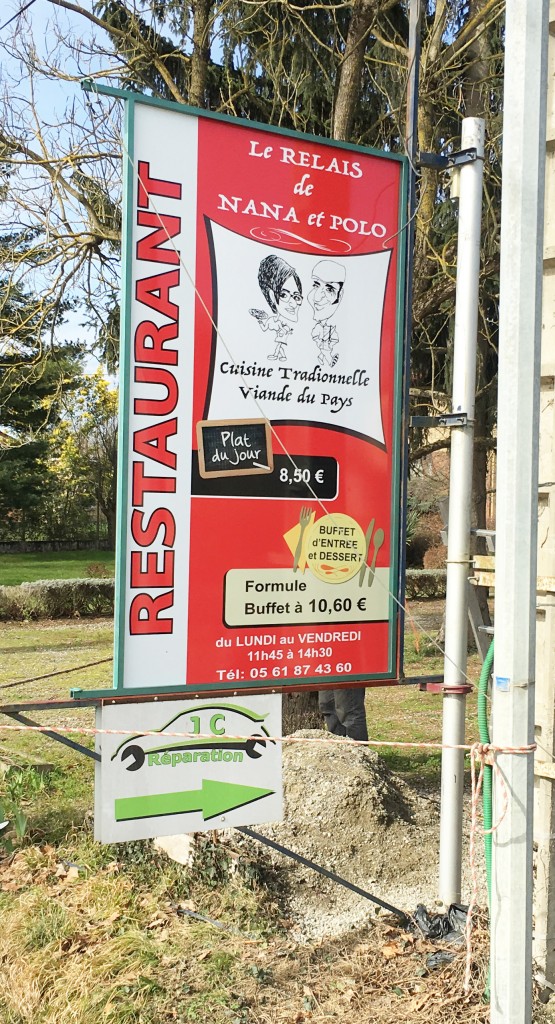 RESTAURANT
Le RELAIS
de
NANA et POLO
Cuisine Tradionnelle
Viande du Pays
Plat
du jour
8,50 €
BUFFET
d'ENTRÉE
et DESSERT
Formule
Buffet à 10,60 €
du LUNDI au VENDREDI
11h45 à 14h30
Tél: 05 61 87 43 60
J C
Réparation